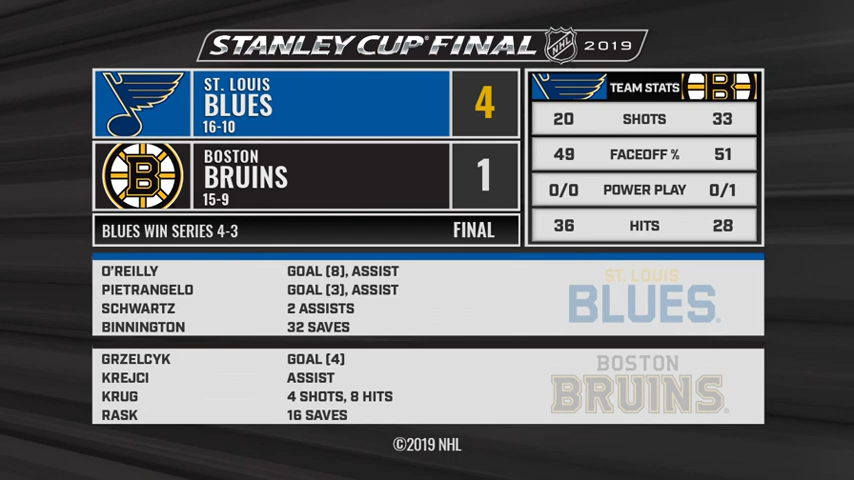 STANLEY CUP FINAL NHL 2019
ST. LOUIS
BLUES
16-10
4
BOSTON
BRUINS
15-9
1
BLUES WIN SERIES 4-3 FINAL
TEAM STATS
20 SHOTS 33
49 FACEOFF % 51
0/0 POWER PLAY 0/1
36 HITS 28
O'REILLY GOAL [8], ASSIST
PIETRANGELO GOAL [3], ASSIST
SCHWARTZ 2 ASSISTS
BINNINGTON 32 SAVES
ST. LOUIS
BLUES
GRZELCYK GOAL [4]
KREJCI ASSIST
KRUG 4 SHOTS, 8 HITS
RASK 16 SAVES
BOSTON
BRUINS
©2019 NHL